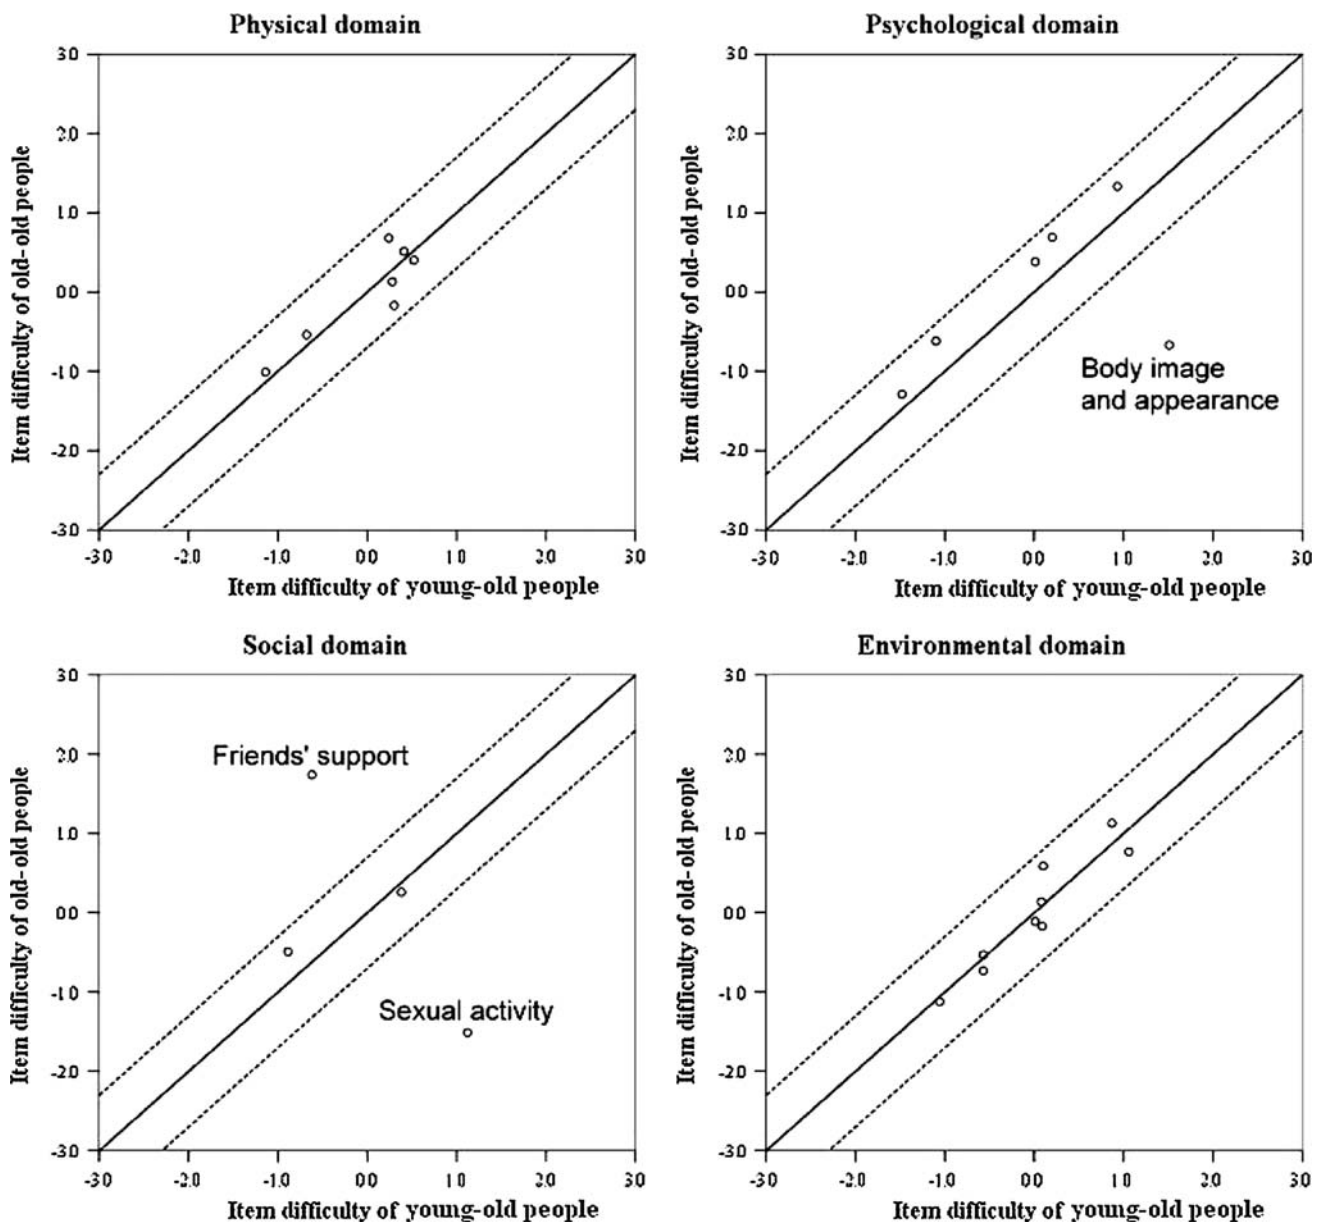 Physical domain
3.0
2.0
1.0
0.0
-1.0
-2.0
-3.0
Item difficulty of old-old people
-3.0 -2.0 -1.0 0.0 1.0 2.0 3.0
Item difficulty of young-old people
Psychological domain
3.0
2.0
1.0
0.0
-1.0
-2.0
-3.0
Item difficulty of old-old people
Body image
and appearance
-3.0 -2.0 -1.0 0.0 1.0 2.0 3.0
Item difficulty of young-old people
Social domain
3.0
2.0
1.0
0.0
-1.0
-2.0
-3.0
Item difficulty of old-old people
Friends' support
Sexual activity
-3.0 -2.0 -1.0 0.0 1.0 2.0 3.0
Item difficulty of young-old people
Environmental domain
3.0
2.0
1.0
0.0
-1.0
-2.0
-3.0
Item difficulty of old-old people
-3.0 -2.0 -1.0 0.0 1.0 2.0 3.0
Item difficulty of young-old people